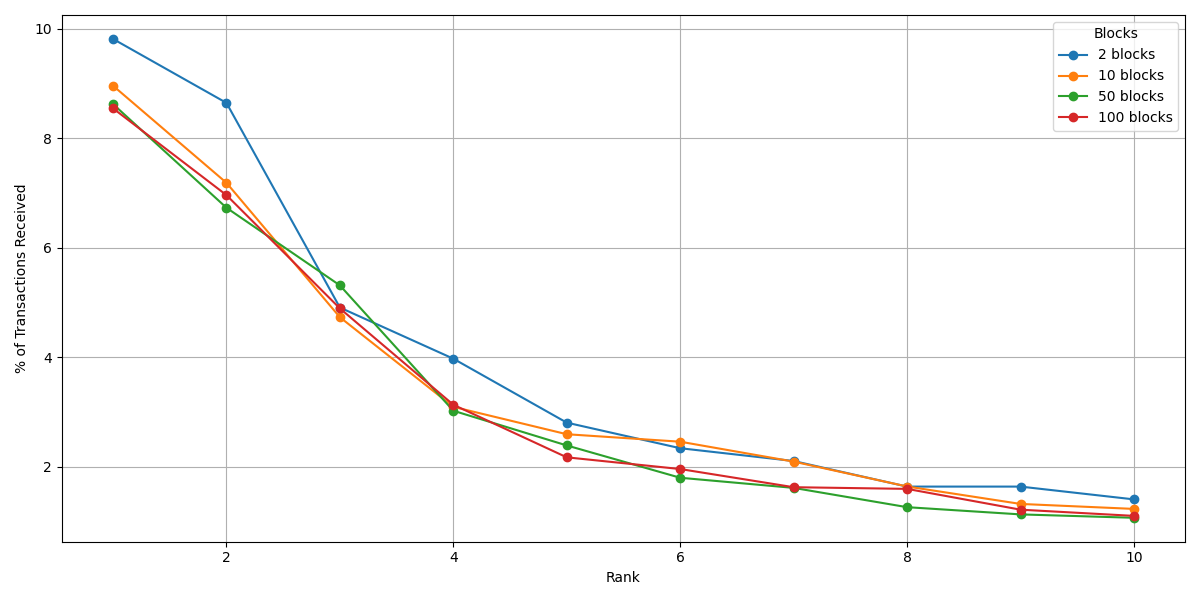 10
8
6
4
2
% of Transactions Received
2
4
6
8
10
Rank
Blocks
2 blocks
10 blocks
50 blocks
100 blocks